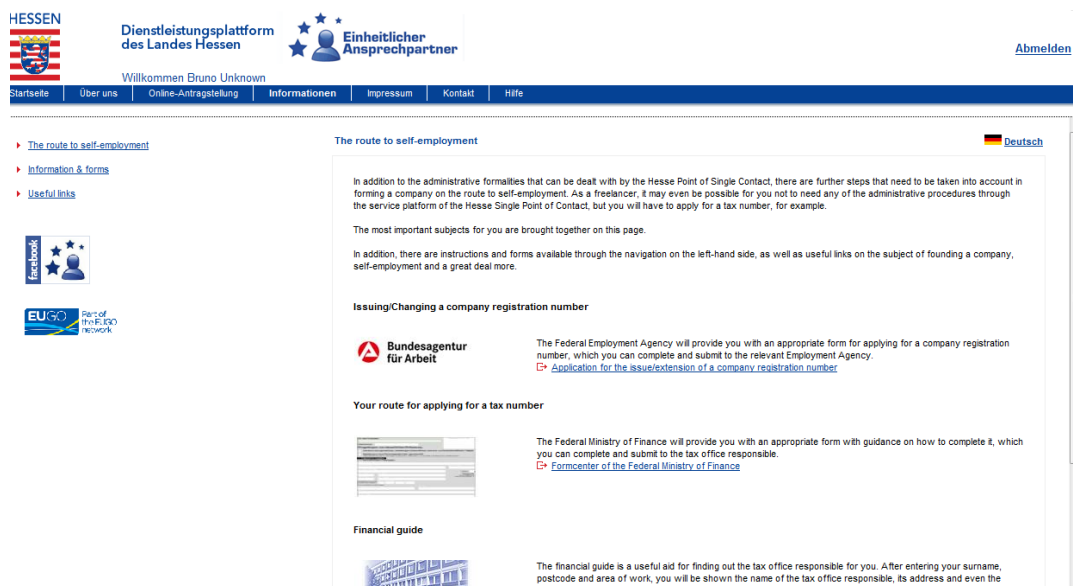 HESSEN
Dienstleistungsplattform
des Landes Hessen
Einheitlicher
Ansprechpartner
Abmelden
Willkommen Bruno Unknown
Startseite Über uns Online-Antragstellung Informationen Impressum Kontakt Hilfe
The route to self-employment
Information & forms
Useful links
facebook
EUGO Part of
the EUGO
network
The route to self-employment
Deutsch
In addition to the administrative formalities that can be dealt with by the Hesse Point of Single Contact, there are further steps that need to be taken into account in
forming a company on the route to self-employment. As a freelancer, it may even be possible for you not to need any of the administrative procedures through
the service platform of the Hesse Single Point of Contact, but you will have to apply for a tax number, for example.
The most important subjects for you are brought together on this page.
In addition, there are instructions and forms available through the navigation on the left-hand side, as well as useful links on the subject of founding a company,
self-employment and a great deal more.
Issuing/Changing a company registration number
Bundesagentur
für Arbeit
The Federal Employment Agency will provide you with an appropriate form for applying for a company registration
number, which you can complete and submit to the relevant Employment Agency.
Application for the issue/extension of a company registration number
Your route for applying for a tax number
The Federal Ministry of Finance will provide you with an appropriate form with guidance on how to complete it, which
you can complete and submit to the tax office responsible.
Formcenter of the Federal Ministry of Finance
Financial guide
The financial guide is a useful aid for finding out the tax office responsible for you. After entering your surname,
postcode and area of work, you will be shown the name of the tax office responsible, its address and even the